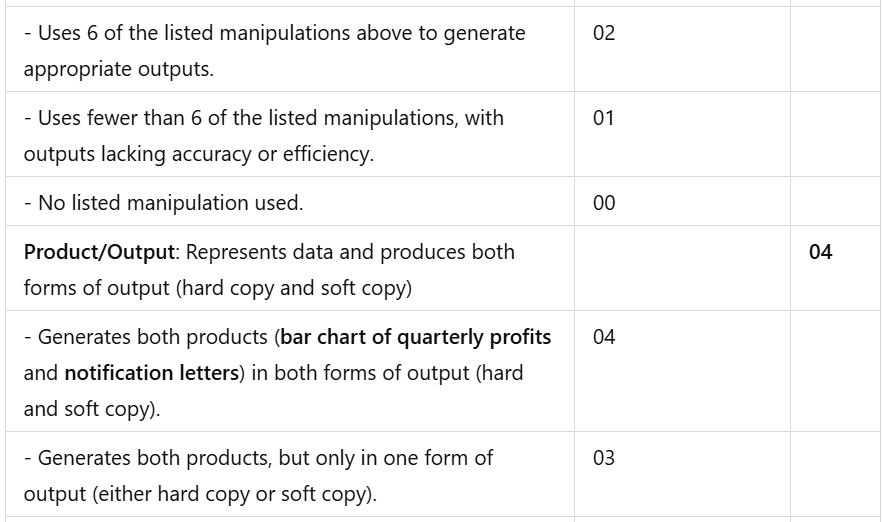 - Uses 6 of the listed manipulations above to generate
appropriate outputs.
02
- Uses fewer than 6 of the listed manipulations, with
outputs lacking accuracy or efficiency.
01
- No listed manipulation used.
00
Product/Output: Represents data and produces both
forms of output (hard copy and soft copy)
04
- Generates both products (bar chart of quarterly profits
and notification letters) in both forms of output (hard
and soft copy).
04
- Generates both products, but only in one form of
output (either hard copy or soft copy).
03